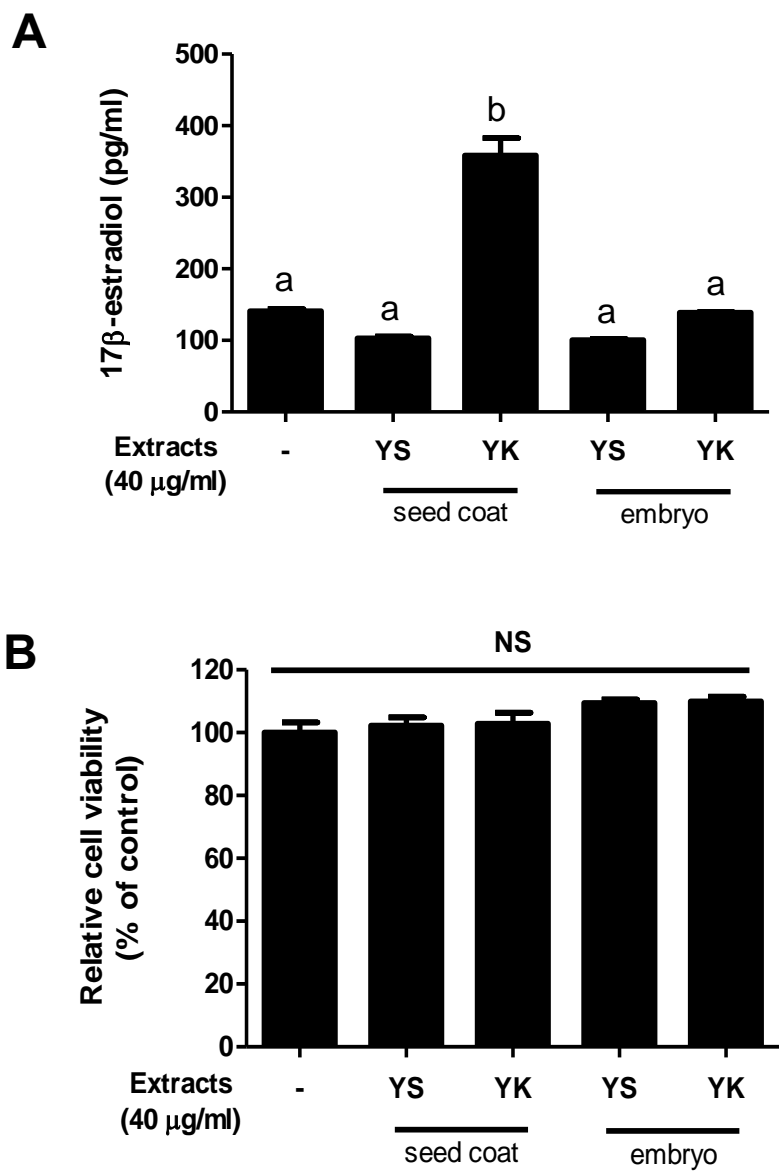 A
17β-estradiol (pg/ml)
500
400
300
200
100
0
a
a
b
a
a
Extracts
(40 μg/ml)
-
YS
YK
YS
YK
seed coat
embryo
B
NS
Relative cell viability
(% of control)
120
100
80
60
40
20
0
Extracts
(40 μg/ml)
-
YS
YK
YS
YK
seed coat
embryo